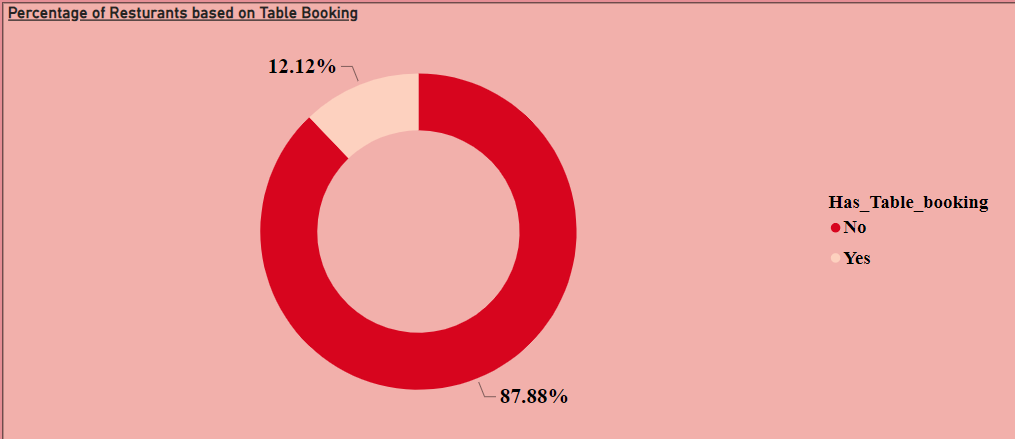 Percentage of Resturants based on Table Booking
12.12%
Has_Table_booking
No
Yes
87.88%